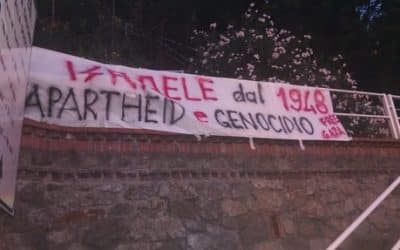 ISRAELE dal 1948
APARTHEID e GENOCIDIO
FREE
GAZA